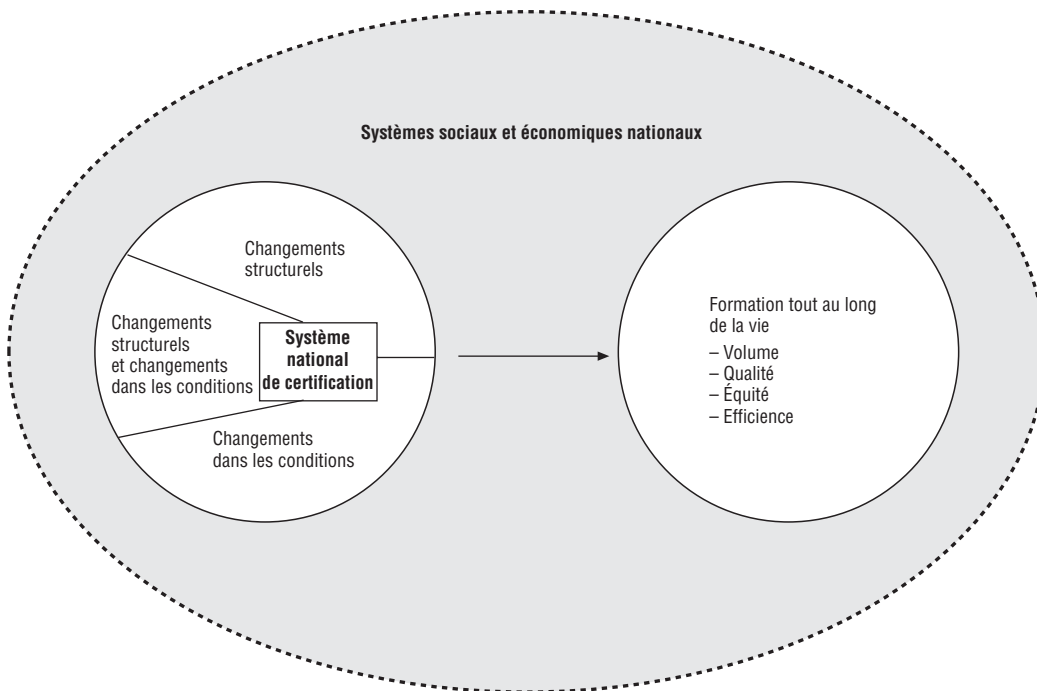 Systèmes sociaux et économiques nationaux
Changements
structurels
Changements
structurels
et changements
dans les conditions
Système
national
de certification
Changements
dans les conditions
Formation tout au long
de la vie
– Volume
– Qualité
– Équité
– Efficience